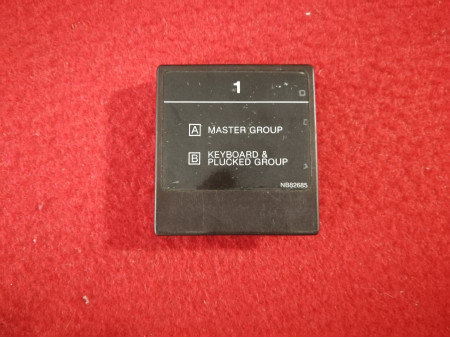 1
A MASTER GROUP
B KEYBOARD &
PLUCKED GROUP
NB82685